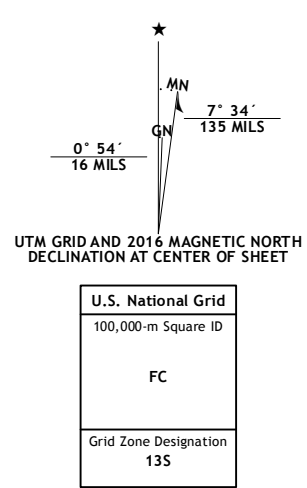 ★
MN
7° 34´
135 MILS
GN
0° 54´
16 MILS
UTM GRID AND 2016 MAGNETIC NORTH
DECLINATION AT CENTER OF SHEET
U.S. National Grid
100,000-m Square ID
FC
Grid Zone Designation
13S